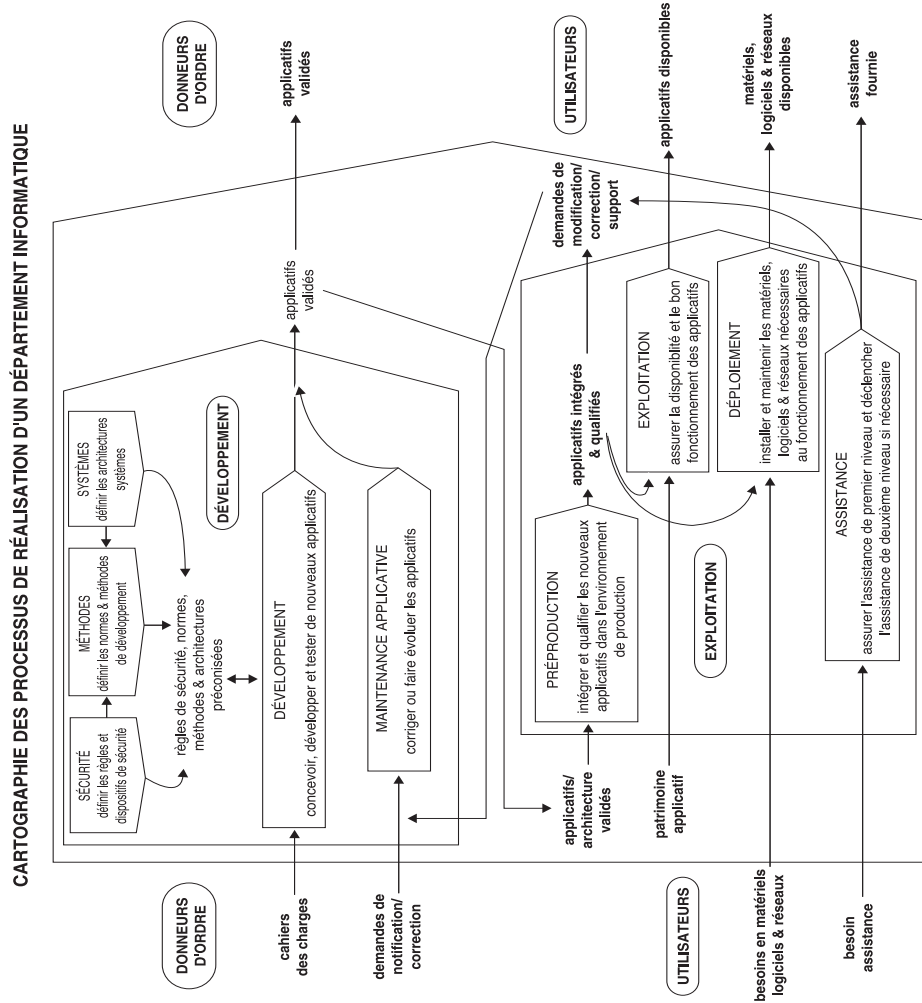 CARTOGRAPHIE DES PROCESSUS DE RÉALISATION D'UN DÉPARTEMENT INFORMATIQUE
DONNEURS
D'ORDRE
cahiers
des charges
demandes de
notification/
correction
SÉCURITÉ
définir les règles et
dispositifs de sécurité
MÉTHODES
définir les normes & méthodes
de développement
SYSTÈMES
définir les architectures
systèmes
règles de sécurité, normes,
méthodes & architectures
préconisées
DÉVELOPPEMENT
DÉVELOPPEMENT
concevoir, développer et tester de nouveaux applicatifs
MAINTENANCE APPLICATIVE
corriger ou faire évoluer les applicatifs
applicatifs
validés
DONNEURS
D'ORDRE
applicatifs
validés
UTILISATEURS
applicatifs/
architecture
validés
patrimoine
applicatif
besoins en matériels
logiciels & réseaux
besoin
assistance
PRÉPRODUCTION
intégrer et qualifier les nouveaux
applicatifs dans l'environnement
de production
EXPLOITATION
applicatifs intégrés
& qualifiés
EXPLOITATION
assurer la disponiblité et le bon
fonctionnement des applicatifs
DÉPLOIEMENT
installer et maintenir les matériels,
logiciels & réseaux nécessaires
au fonctionnement des applicatifs
ASSISTANCE
assurer l'assistance de premier niveau et déclencher
l'assistance de deuxième niveau si nécessaire
demandes de
modification/
correction/
support
UTILISATEURS
applicatifs disponibles
matériels,
logiciels & réseaux
disponibles
assistance
fournie